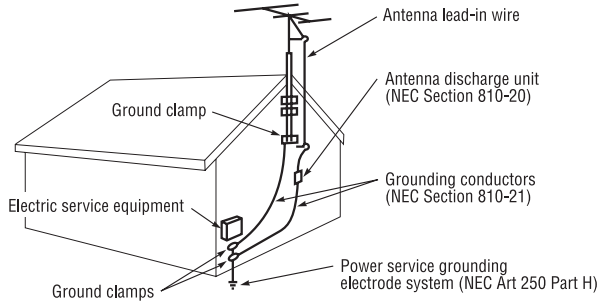 Antenna lead-in wire
Antenna discharge unit
(NEC Section 810-20)
Ground clamp
Grounding conductors
(NEC Section 810-21)
Electric service equipment
Power service grounding
electrode system (NEC Art 250 Part H)
Ground clamps